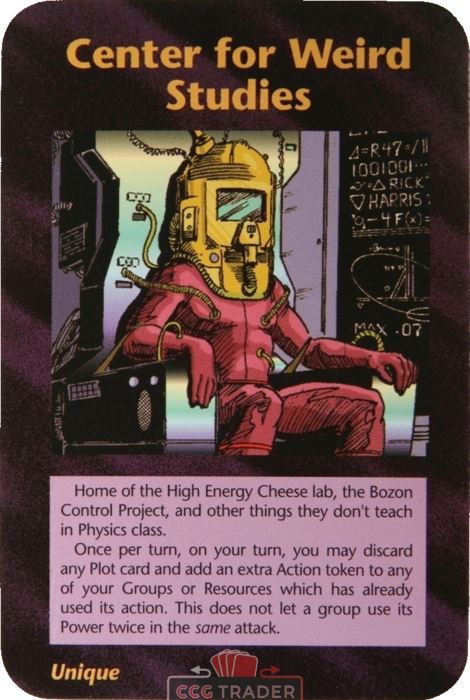 Center for Weird
Studies
Δ=R47
1001001
RICK
HARRIS
-4F(x)=
MAX .07
Home of the High Energy Cheese lab, the Bozon
Control Project, and other things they don't teach
in Physics class.
Once per turn, on your turn, you may discard
any Plot card and add an extra Action token to any
of your Groups or Resources which has already
used its action. This does not let a group use its
Power twice in the same attack.
Unique
CCG TRADER